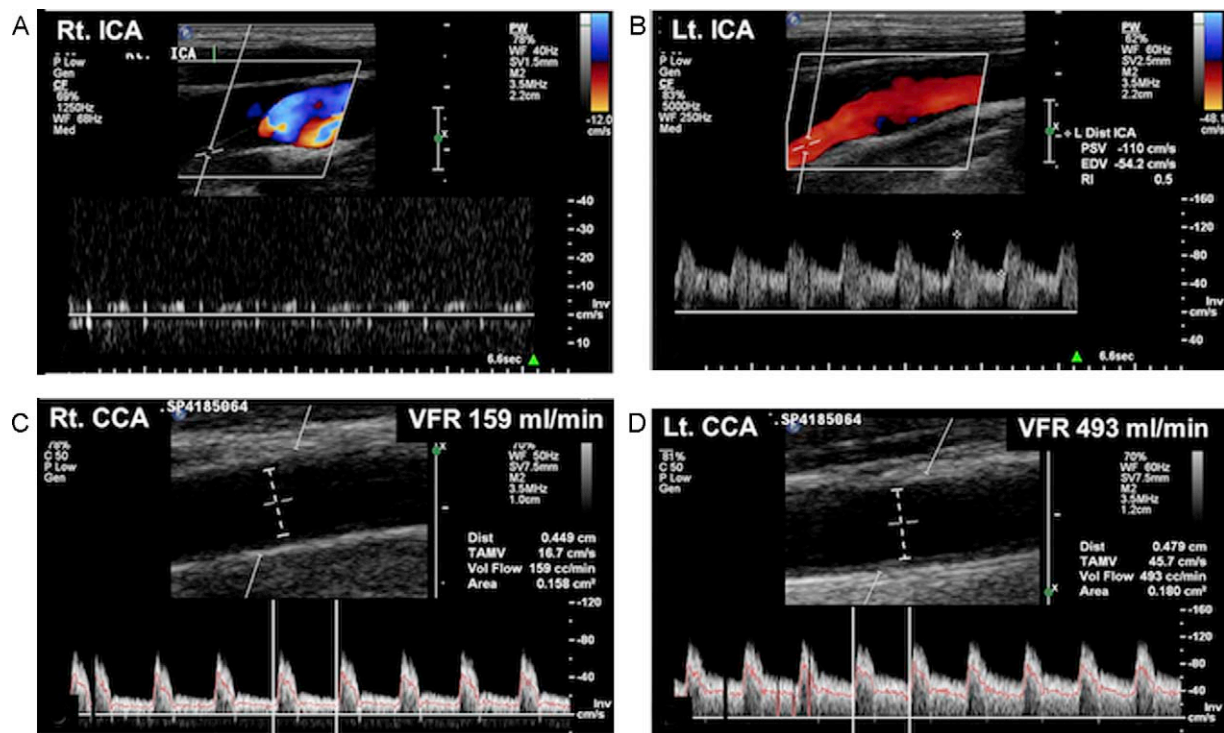 A
Rt. ICA
Rt. ICA
P Low
Gen
CF
69%
1250Hz
WF 68Hz
Med
PW
78%
WF 40Hz
SV1.5mm
M2
3.5MHz
2.2cm
x
-12.0
cm/s
-40
-30
-20
-10
Inv
cm/s
10
6.6sec
B
Lt. ICA
P Low
Gen
CF
83%
5000Hz
WF 250Hz
Med
PW
62%
WF 60Hz
SV2.5mm
M2
3.5MHz
2.2cm
x
-48.1
cm/s
+ L Dist ICA
PSV -110 cm/s
EDV -54.2 cm/s
RI 0.5
-160
-120
-80
-40
Inv
cm/s
40
6.6sec
C
Rt. CCA
.SP4185064
VFR 159 ml/min
78%
C 50
P Low
Gen
70%
WF 50Hz
SV7.5mm
M2
3.5MHz
1.0cm
x
Dist 0.449 cm
TAMV 16.7 cm/s
Vol Flow 159 cc/min
Area 0.158 cm²
-120
-80
-40
Inv
cm/s
D
Lt. CCA
.SP4185064
VFR 493 ml/min
81%
C 50
P Low
Gen
70%
WF 60Hz
SV7.5mm
M2
3.5MHz
1.2cm
x
Dist 0.479 cm
TAMV 45.7 cm/s
Vol Flow 493 cc/min
Area 0.180 cm²
-160
-120
-80
-40
Inv
cm/s